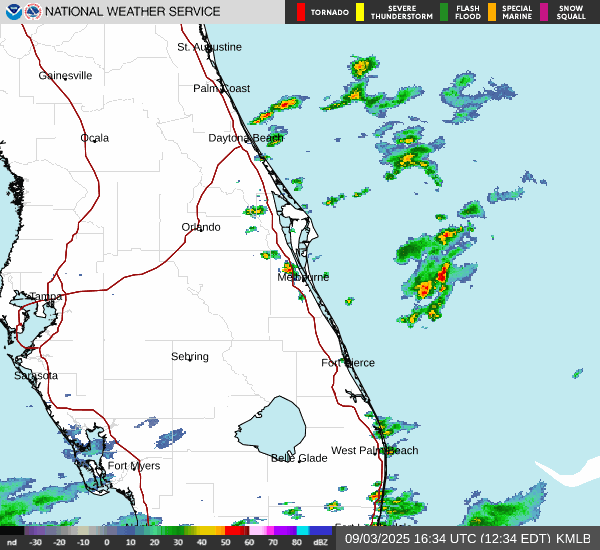 NATIONAL WEATHER SERVICE
TORNADO
SEVERE THUNDERSTORM
FLASH FLOOD
SPECIAL MARINE
SNOW SQUALL
St. Augustine
Gainesville
Palm Coast
Ocala
Daytona Beach
Orlando
Melbourne
Tampa
Sebring
Fort Pierce
Sarasota
West Palm Beach
Belle Glade
Fort Myers
nd -30 -20 -10 0 10 20 30 40 50 60 70 80 dBZ
09/03/2025 16:34 UTC (12:34 EDT) KMLB